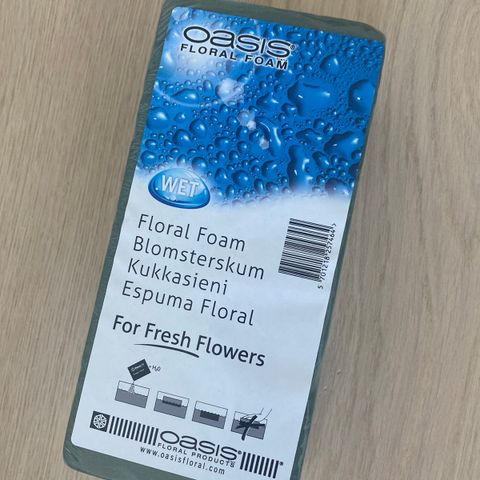 OASIS®
FLORAL FOAM
WET
Floral Foam
Blomsterskum
Kukkasieni
Espuma Floral
For Fresh Flowers
+ H₂O
OASIS®
FLORAL PRODUCTS
www.oasisfloral.com